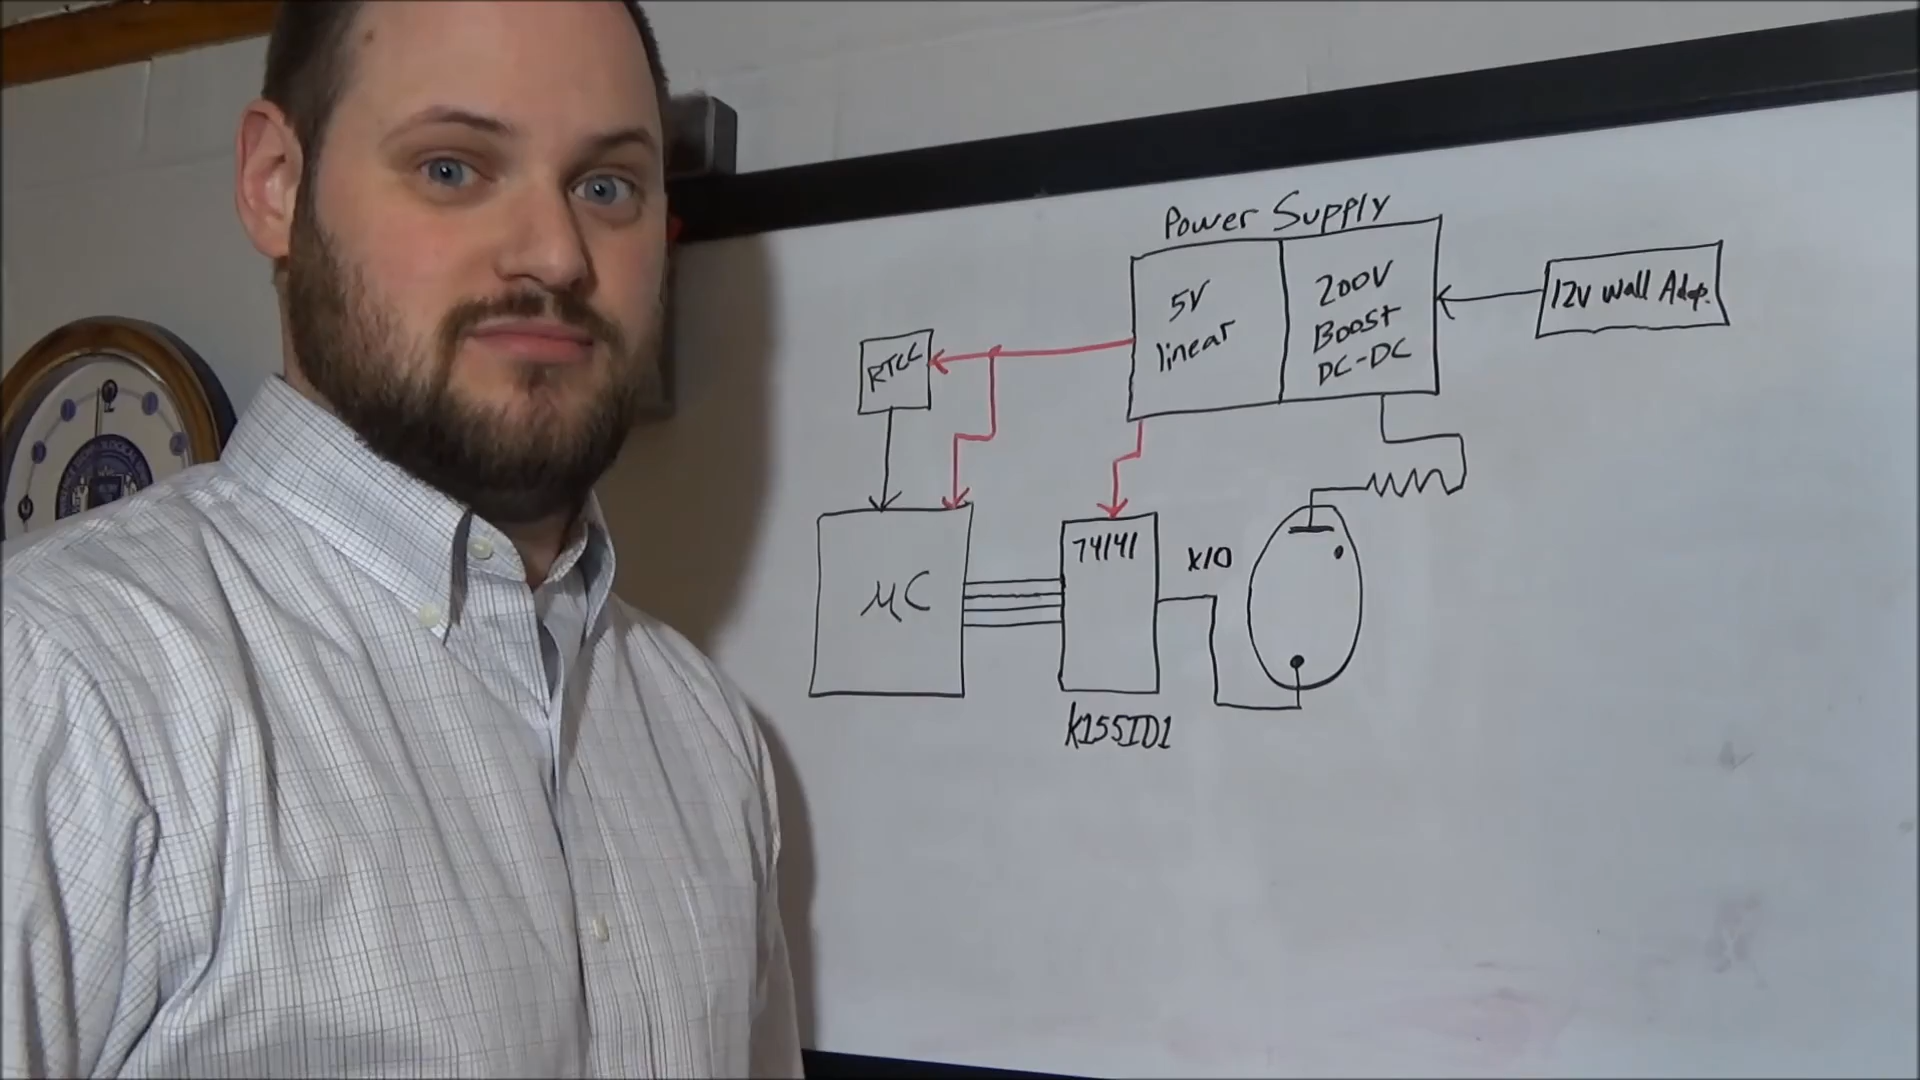 Power Supply
5V
linear
200V
Boost
DC-DC
12V Wall Adap.
RTCC
μC
74141
X10
K155ID1